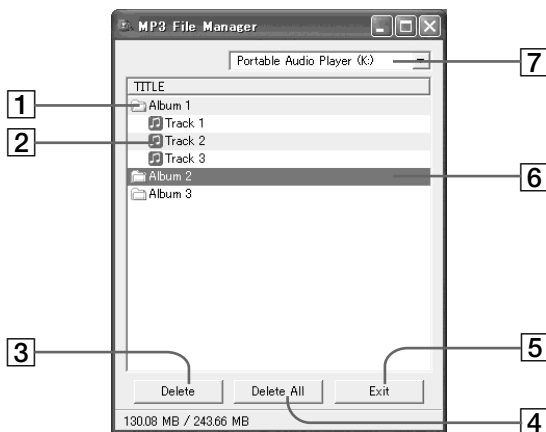 MP3 File Manager
Portable Audio Player (K:)
7
TITLE
1
Album 1
Track 1
2
Track 2
Track 3
Album 2
6
Album 3
3
5
Delete
Delete All
Exit
130.08 MB / 243.66 MB
4